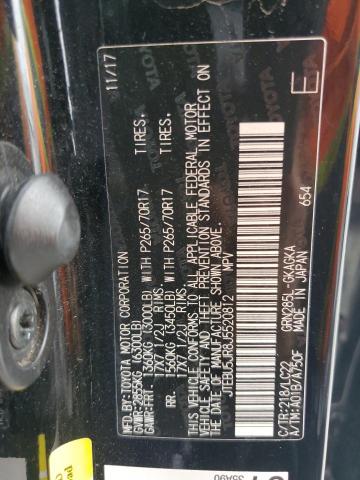 11/17
MFD. BY: TOYOTA MOTOR CORPORATION
GWVR: 2855KG (6300LB)
GAWR: FRT. 1360KG (3000LB) WITH P265/70R17 TIRES.
17X7 1/2J RIMS.
RR. 1560KG (3450LB) WITH P265/70R17 TIRES.
17X7 1/2J RIMS.
THIS VEHICLE CONFORMS TO ALL APPLICABLE FEDERAL MOTOR
VEHICLE SAFETY AND THEFT PREVENTION STANDARDS IN EFFECT ON
THE DATE OF MANUFACTURE SHOWN ABOVE.
JTEBU5JR8J5520812 MPV
E
C/TR: 218/LC22 GRN285L-GKAGKA 654
A/TM: A01B/A750F MADE IN JAPAN
35A90